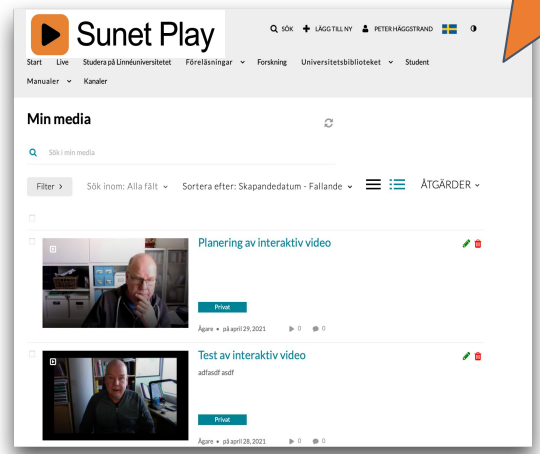 Sunet Play
SÖK LÄGG TILL NY PETER HÄGGSTRAND
Start Live Studera på Linnéuniversitetet Föreläsningar Forskning Universitetsbiblioteket Student
Manualer Kanaler
Min media
Sök i min media
Filter > Sök inom: Alla fält Sortera efter: Skapandedatum - Fallande ÅTGÄRDER
Planering av interaktiv video
Privat
Ägare • på april 29, 2021 0 0
Test av interaktiv video
adfasdf asdf
Privat
Ägare • på april 28, 2021 0 0